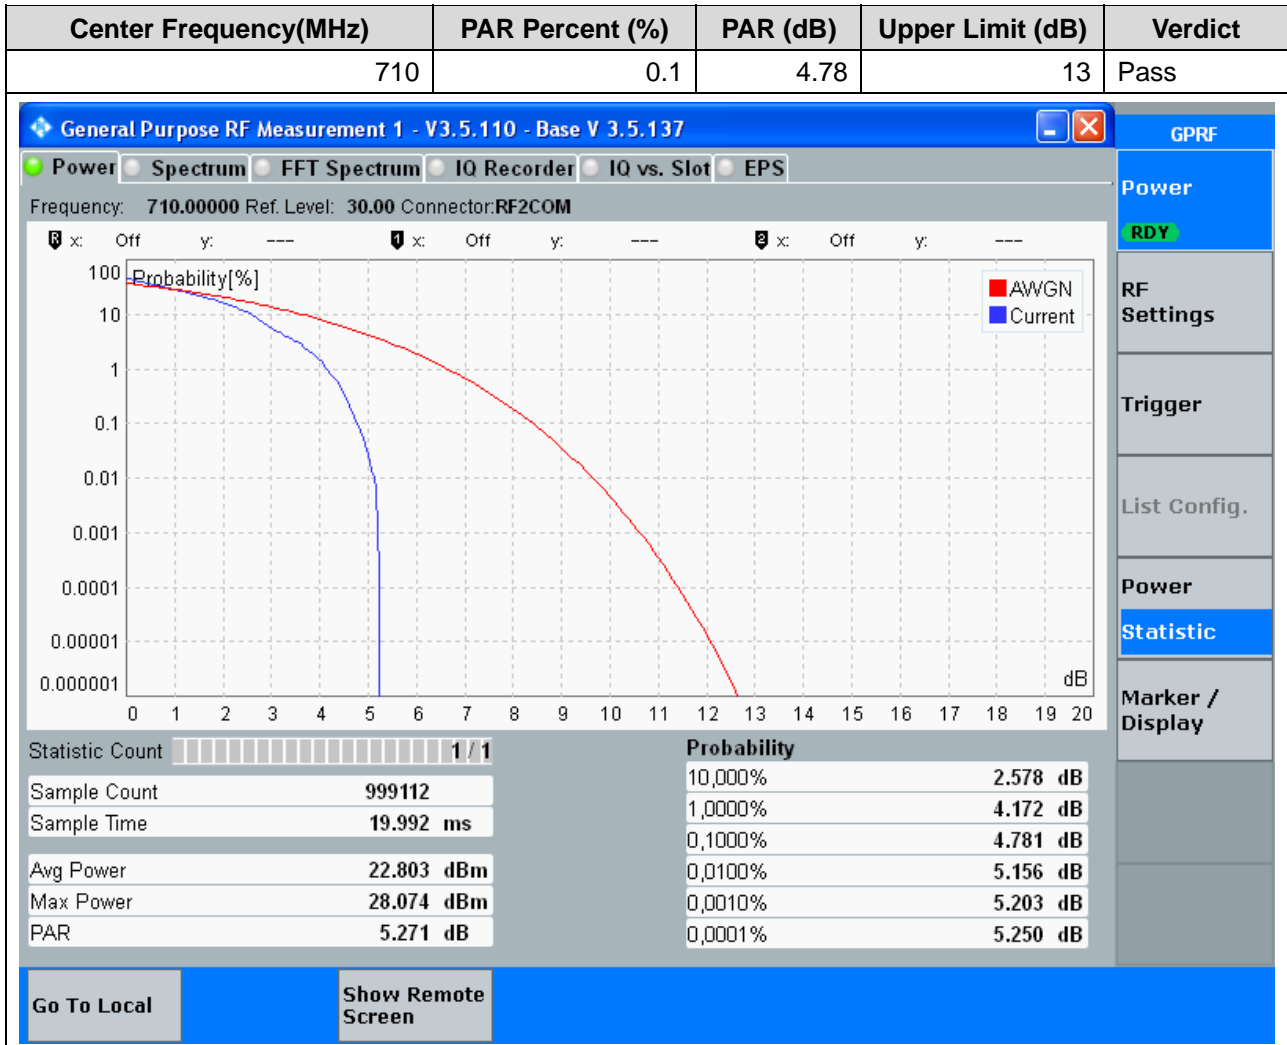 Center Frequency(MHz) PAR Percent (%) PAR (dB) Upper Limit (dB) Verdict
710 0.1 4.78 13 Pass
General Purpose RF Measurement 1 - V3.5.110 - Base V 3.5.137
GPRF
Power Spectrum FFT Spectrum IQ Recorder IQ vs. Slot EPS
Power
RDY
Frequency: 710.00000 Ref. Level: 30.00 Connector:RF2COM
R x: Off y: --- 1 x: Off y: --- 2 x: Off y: ---
Probability[%]
AWGN
Current
100
10
1
0.1
0.01
0.001
0.0001
0.00001
0.000001
dB
0 1 2 3 4 5 6 7 8 9 10 11 12 13 14 15 16 17 18 19 20
RF
Settings
Trigger
List Config.
Power
Statistic
Marker /
Display
Statistic Count 1 / 1
Sample Count 999112
Sample Time 19.992 ms
Avg Power 22.803 dBm
Max Power 28.074 dBm
PAR 5.271 dB
Probability
10,000% 2.578 dB
1,0000% 4.172 dB
0,1000% 4.781 dB
0,0100% 5.156 dB
0,0010% 5.203 dB
0,0001% 5.250 dB
Go To Local
Show Remote
Screen